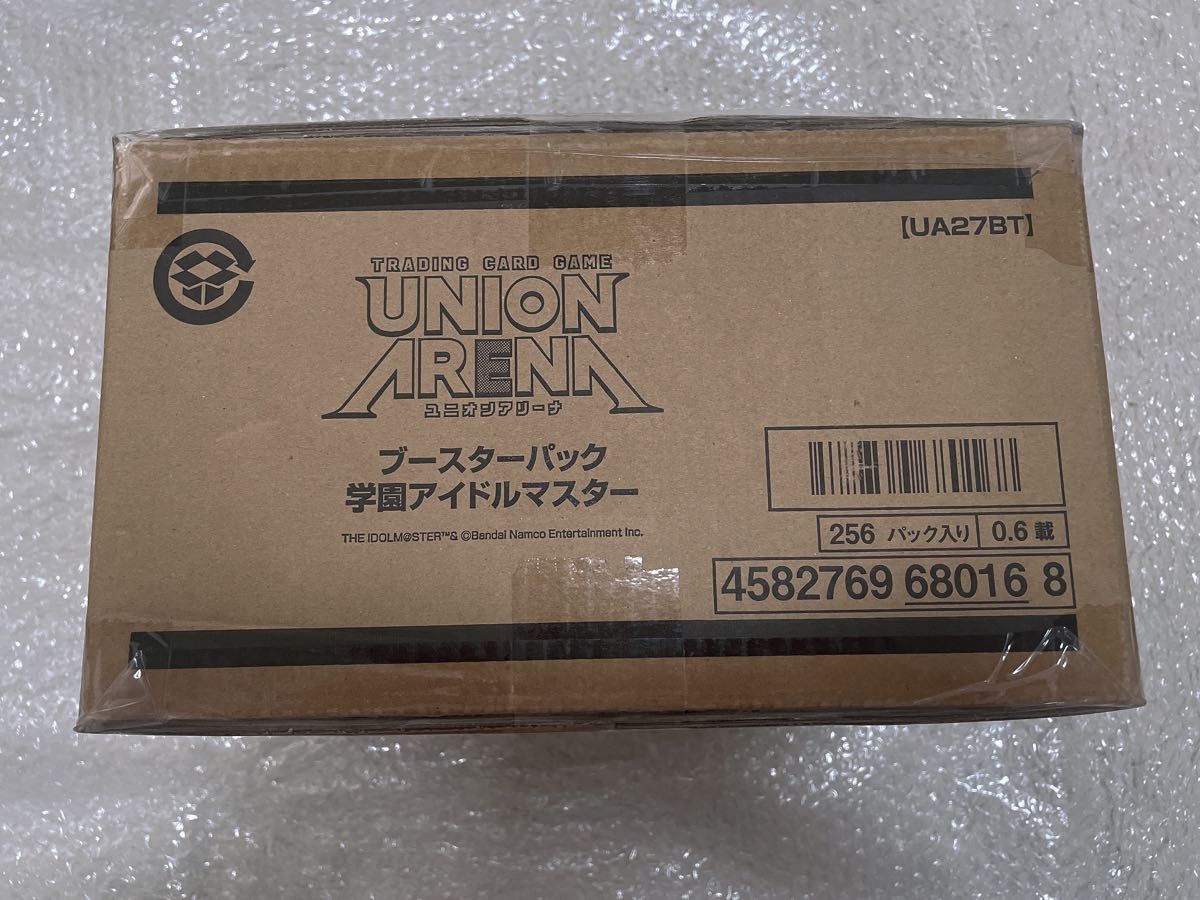 【UA27BT】
TRADING CARD GAME
UNION
ARENA
ユニオンアリーナ
ブースターパック
学園アイドルマスター
THE IDOLM@STER™& ©Bandai Namco Entertainment Inc.
256 パック入り 0.6 載
4582769 68016 8